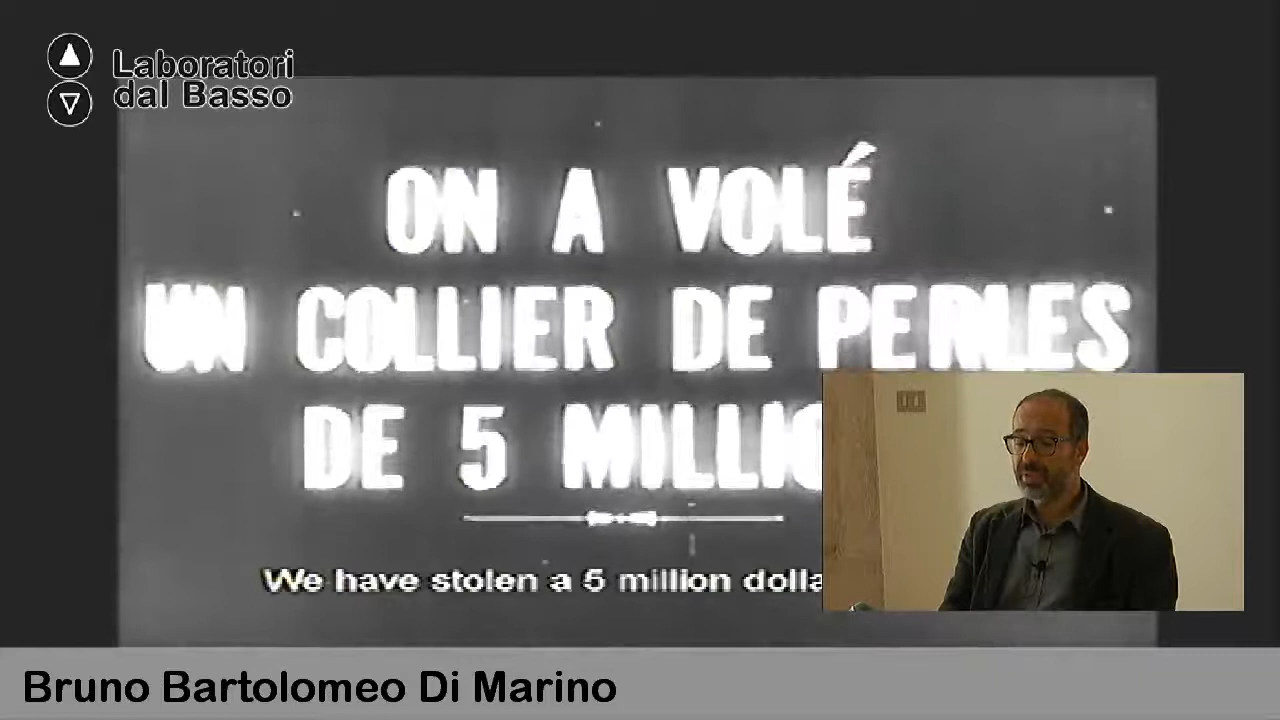 Laboratori
dal Basso
ON A VOLÉ
UN COLLIER DE PERLES
DE 5
We have stolen a 5 million
Bruno Bartolomeo Di Marino